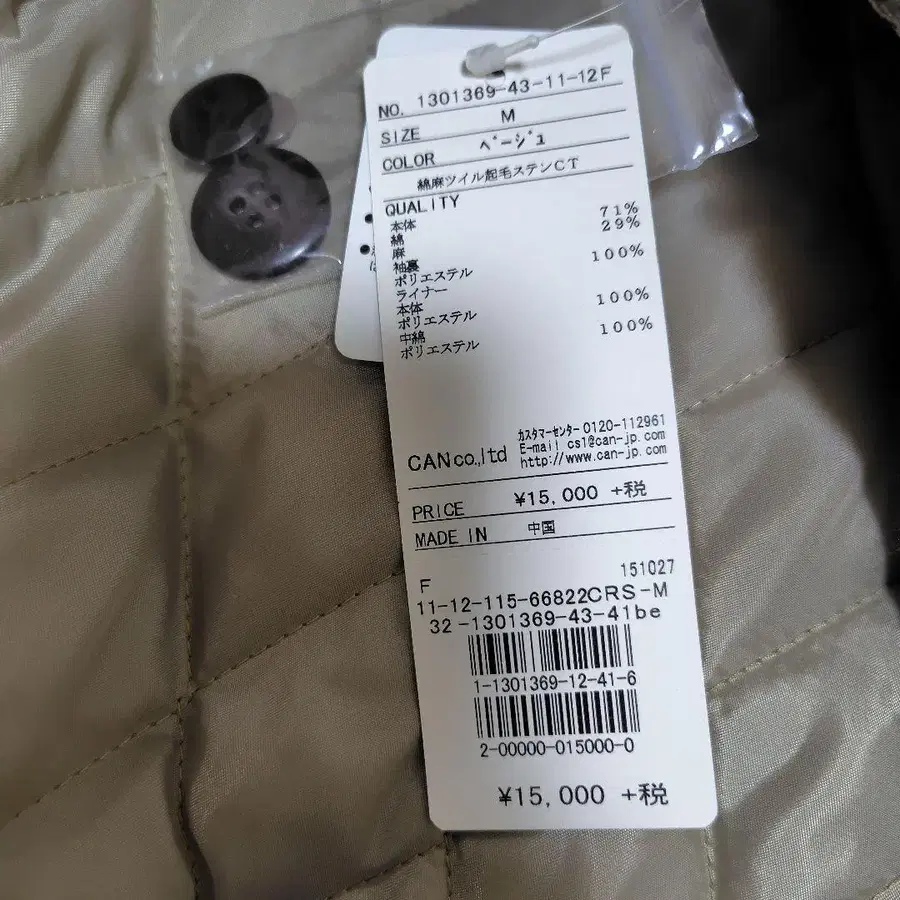 NO. 1301369-43-11-12F
SIZE M
COLOR ベージュ
綿麻ツイル起毛ステンCT
QUALITY
本体
綿 71%
麻 29%
袖裏
ポリエステル 100%
ライナー
本体
ポリエステル 100%
中綿
ポリエステル 100%
カスタマーセンター 0120-112961
CAN co.,ltd E-mail cs1@can-jp.com
http://www.can-jp.com
PRICE ¥15,000 +税
MADE IN 中国
F 151027
11-12-115-66822CRS-M
32-1301369-43-41be
1-1301369-12-41-6
2-00000-015000-0
¥15,000 +税